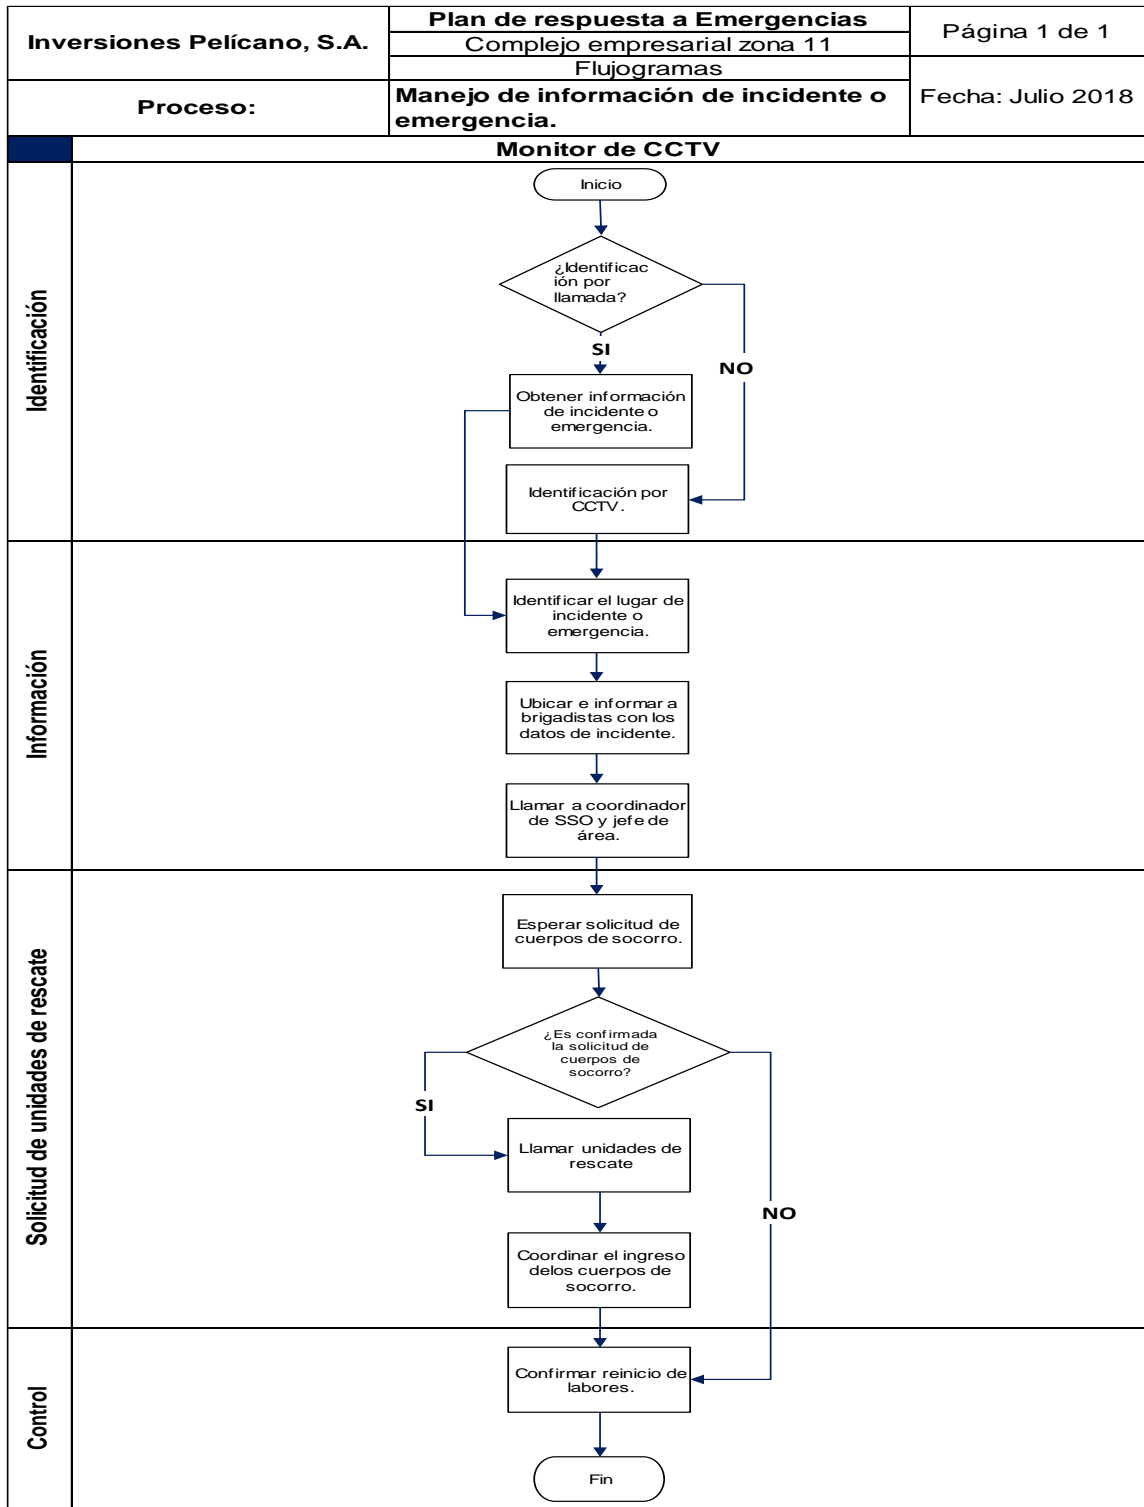 Inversiones Pelícano, S.A.
Plan de respuesta a Emergencias
Complejo empresarial zona 11
Flujogramas
Página 1 de 1
Proceso:
Manejo de información de incidente o
emergencia.
Fecha: Julio 2018
Monitor de CCTV
Identificación
Inicio
¿Identificac
ión por
llamada?
SI
NO
Obtener información
de incidente o
emergencia.
Identificación por
CCTV.
Información
Identificar el lugar de
incidente o
emergencia.
Ubicar e informar a
brigadistas con los
datos de incidente.
Llamar a coordinador
de SSO y jefe de
área.
Solicitud de unidades de rescate
Esperar solicitud de
cuerpos de socorro.
¿Es confirmada
la solicitud de
cuerpos de
socorro?
SI
Llamar unidades de
rescate
NO
Coordinar el ingreso
delos cuerpos de
socorro.
Control
Confirmar reinicio de
labores.
Fin